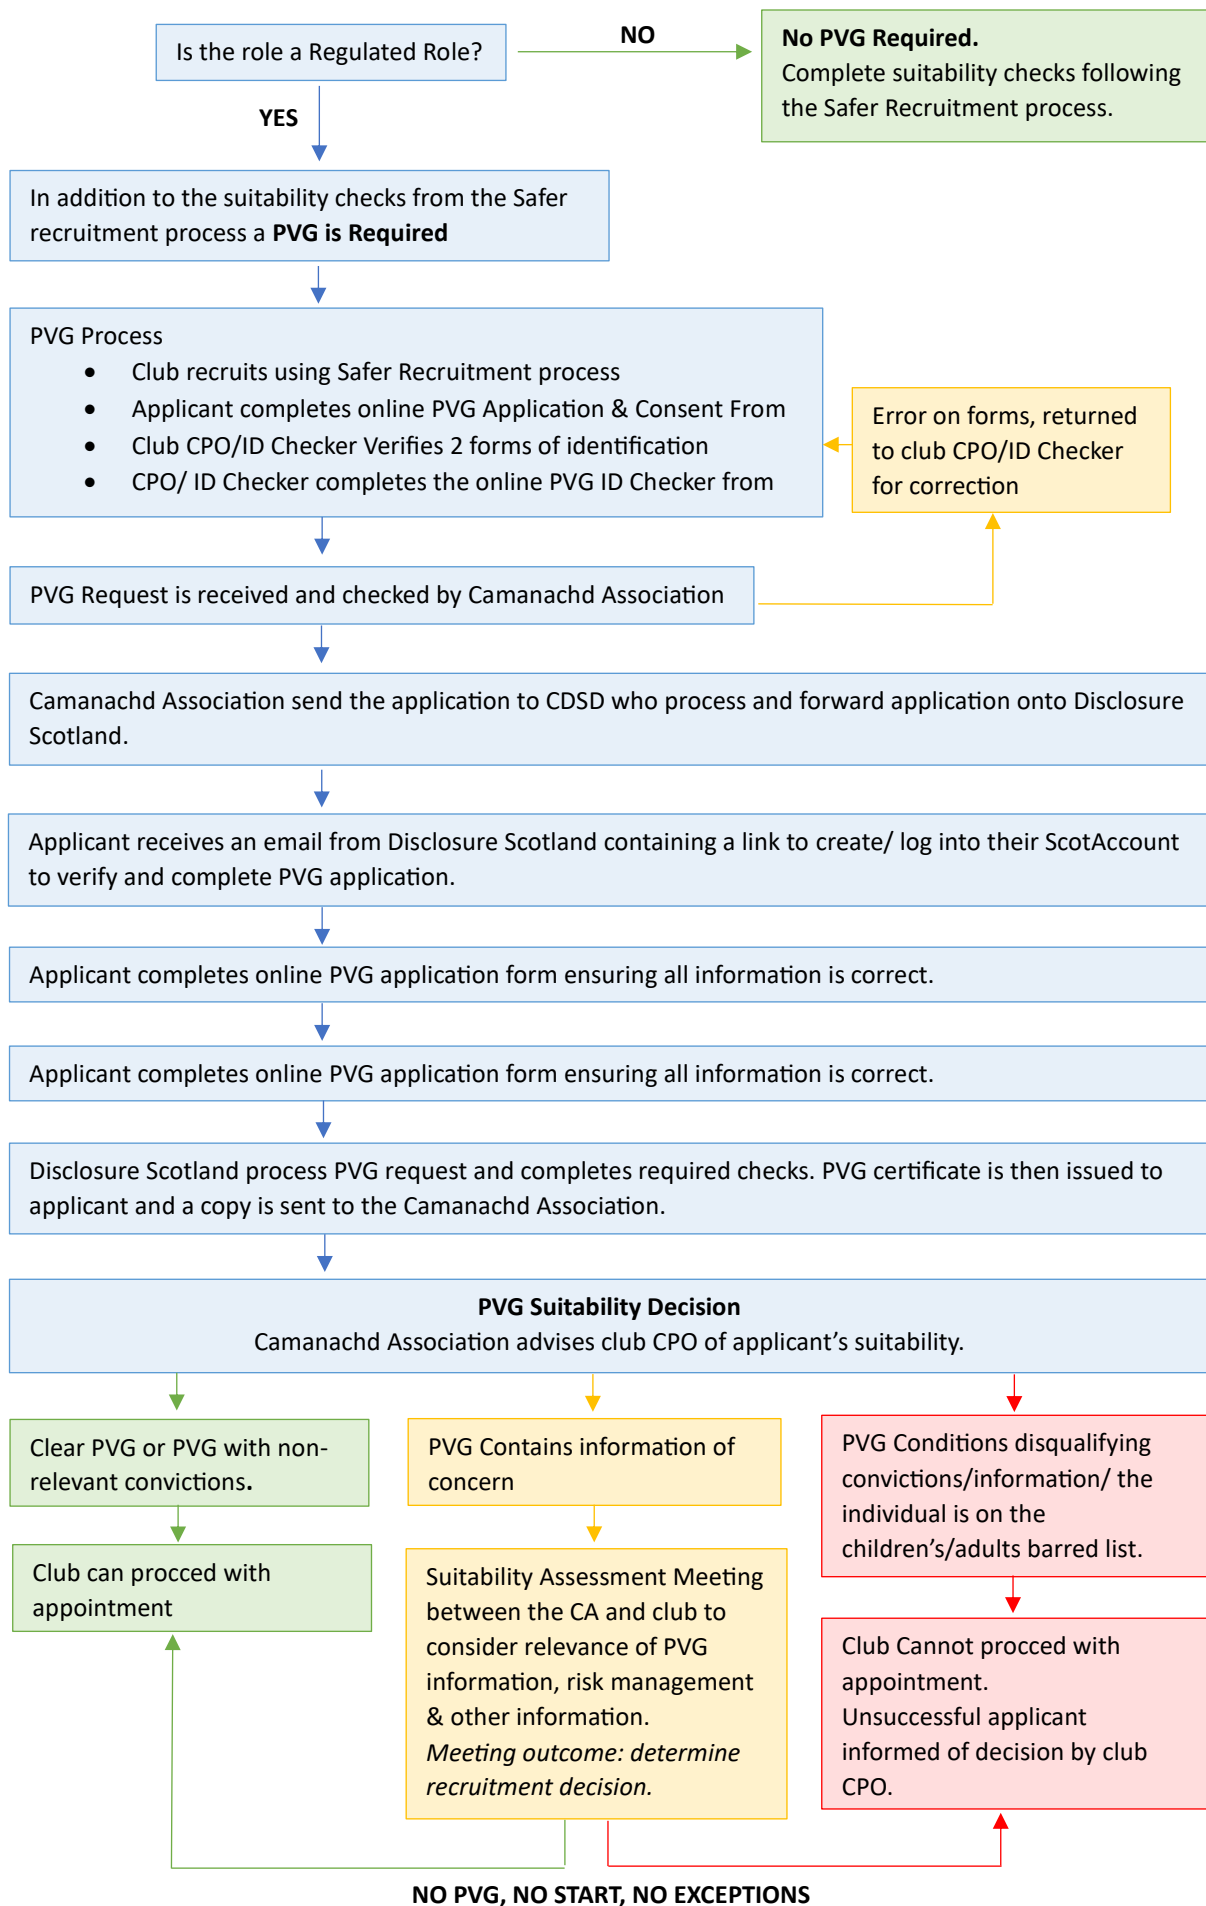 Is the role a Regulated Role?
NO
No PVG Required.
Complete suitability checks following
the Safer Recruitment process.
YES
In addition to the suitability checks from the Safer
recruitment process a PVG is Required
PVG Process
• Club recruits using Safer Recruitment process
• Applicant completes online PVG Application & Consent From
• Club CPO/ID Checker Verifies 2 forms of identification
• CPO/ ID Checker completes the online PVG ID Checker from
Error on forms, returned
to club CPO/ID Checker
for correction
PVG Request is received and checked by Camanachd Association
Camanachd Association send the application to CDSD who process and forward application onto Disclosure
Scotland.
Applicant receives an email from Disclosure Scotland containing a link to create/ log into their ScotAccount
to verify and complete PVG application.
Applicant completes online PVG application form ensuring all information is correct.
Applicant completes online PVG application form ensuring all information is correct.
Disclosure Scotland process PVG request and completes required checks. PVG certificate is then issued to
applicant and a copy is sent to the Camanachd Association.
PVG Suitability Decision
Camanachd Association advises club CPO of applicant’s suitability.
Clear PVG or PVG with non-
relevant convictions.
Club can procced with
appointment
PVG Contains information of
concern
Suitability Assessment Meeting
between the CA and club to
consider relevance of PVG
information, risk management
& other information.
Meeting outcome: determine
recruitment decision.
PVG Conditions disqualifying
convictions/information/ the
individual is on the
children’s/adults barred list.
Club Cannot procced with
appointment.
Unsuccessful applicant
informed of decision by club
CPO.
NO PVG, NO START, NO EXCEPTIONS